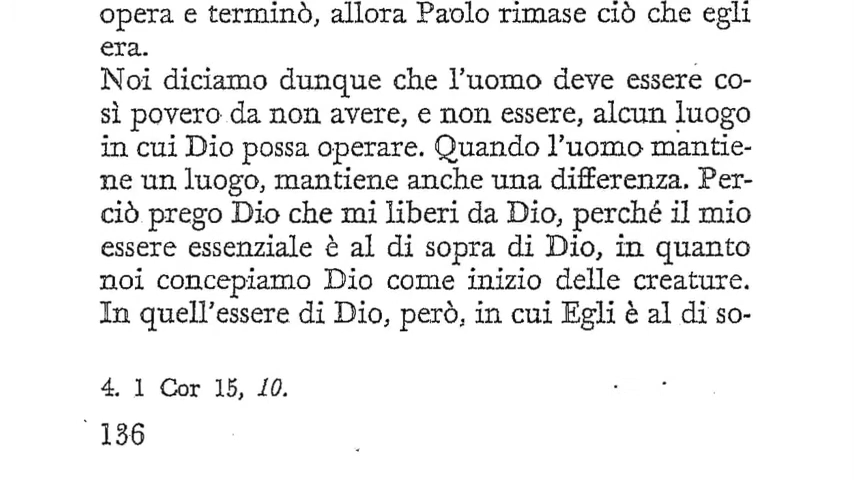 opera e terminò, allora Paolo rimase ciò che egli
era.
Noi diciamo dunque che l'uomo deve essere co-
sì povero da non avere, e non essere, alcun luogo
in cui Dio possa operare. Quando l'uomo mantie-
ne un luogo, mantiene anche una differenza. Per-
ciò prego Dio che mi liberi da Dio, perché il mio
essere essenziale è al di sopra di Dio, in quanto
noi concepiamo Dio come inizio delle creature.
In quell'essere di Dio, però, in cui Egli è al di so-
4. 1 Cor 15, 10.
136